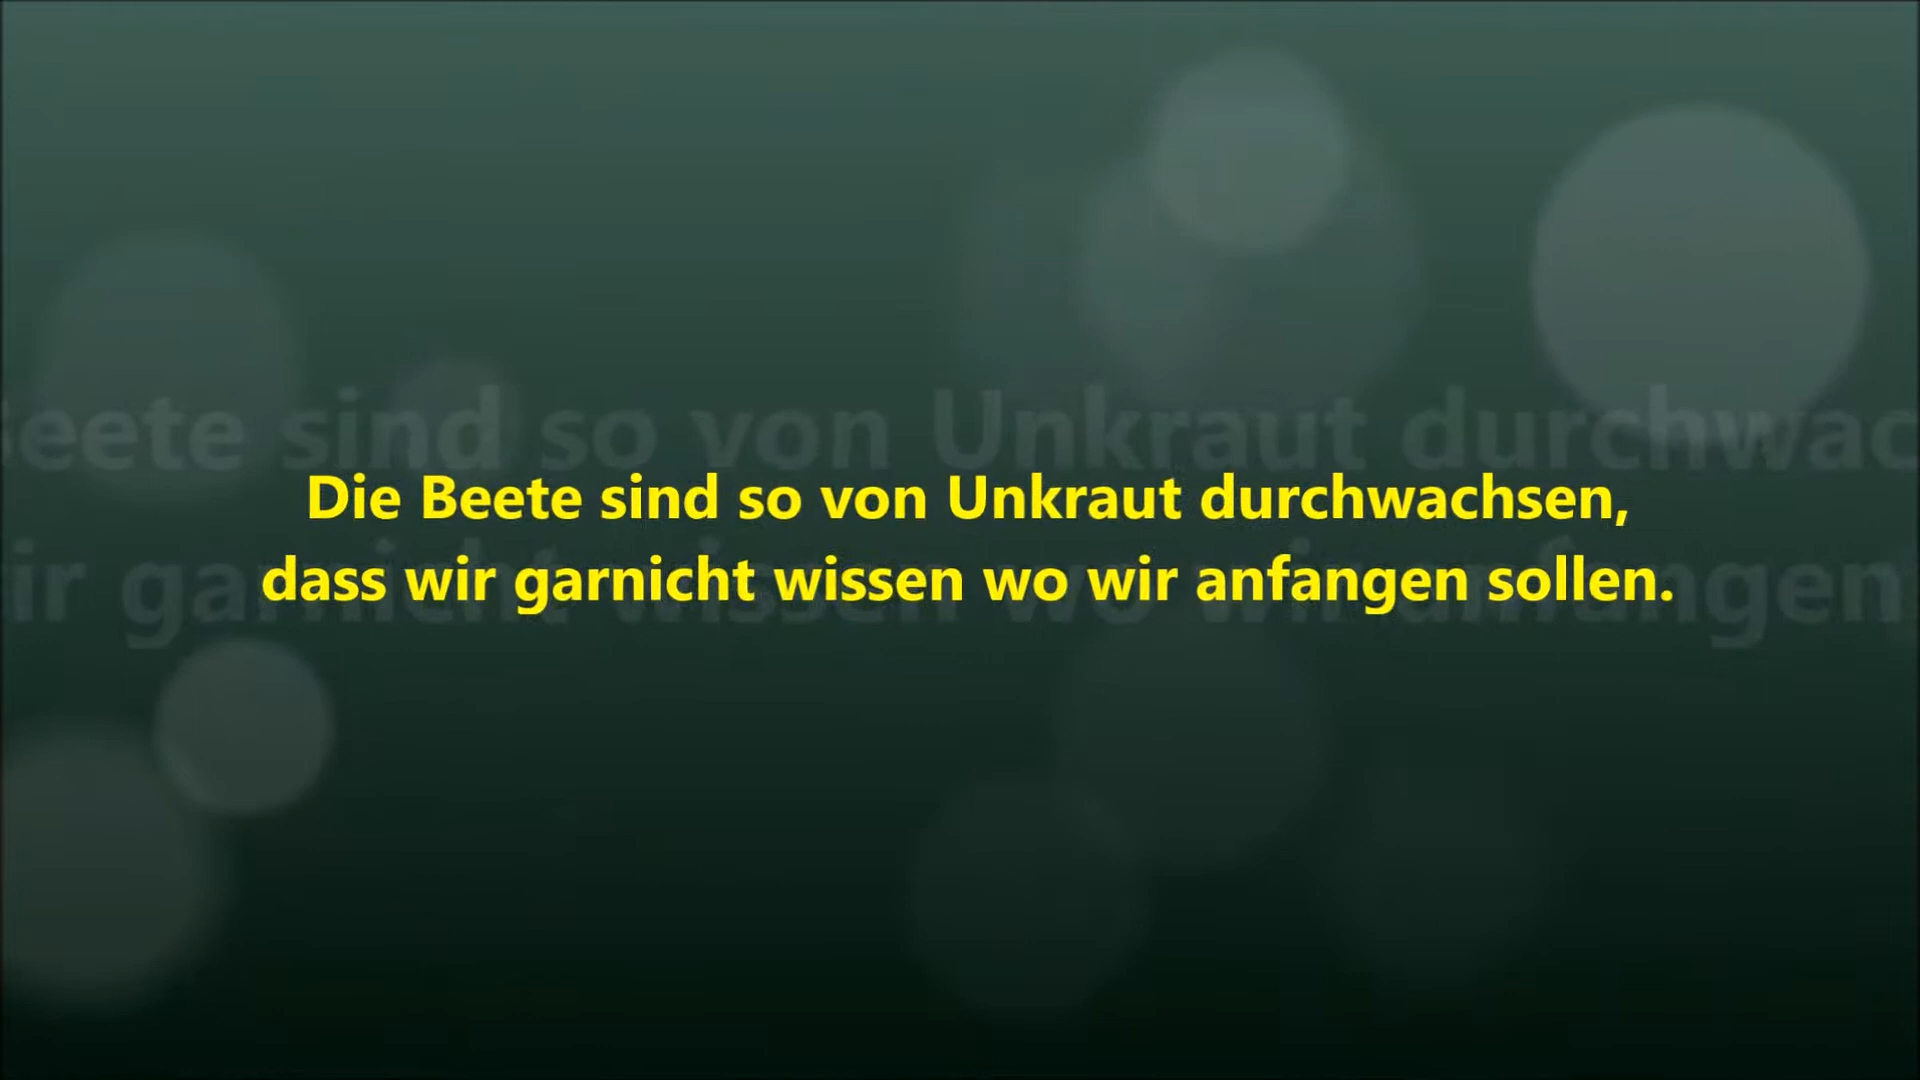 Die Beete sind so von Unkraut durchwachsen,
dass wir garnicht wissen wo wir anfangen sollen.